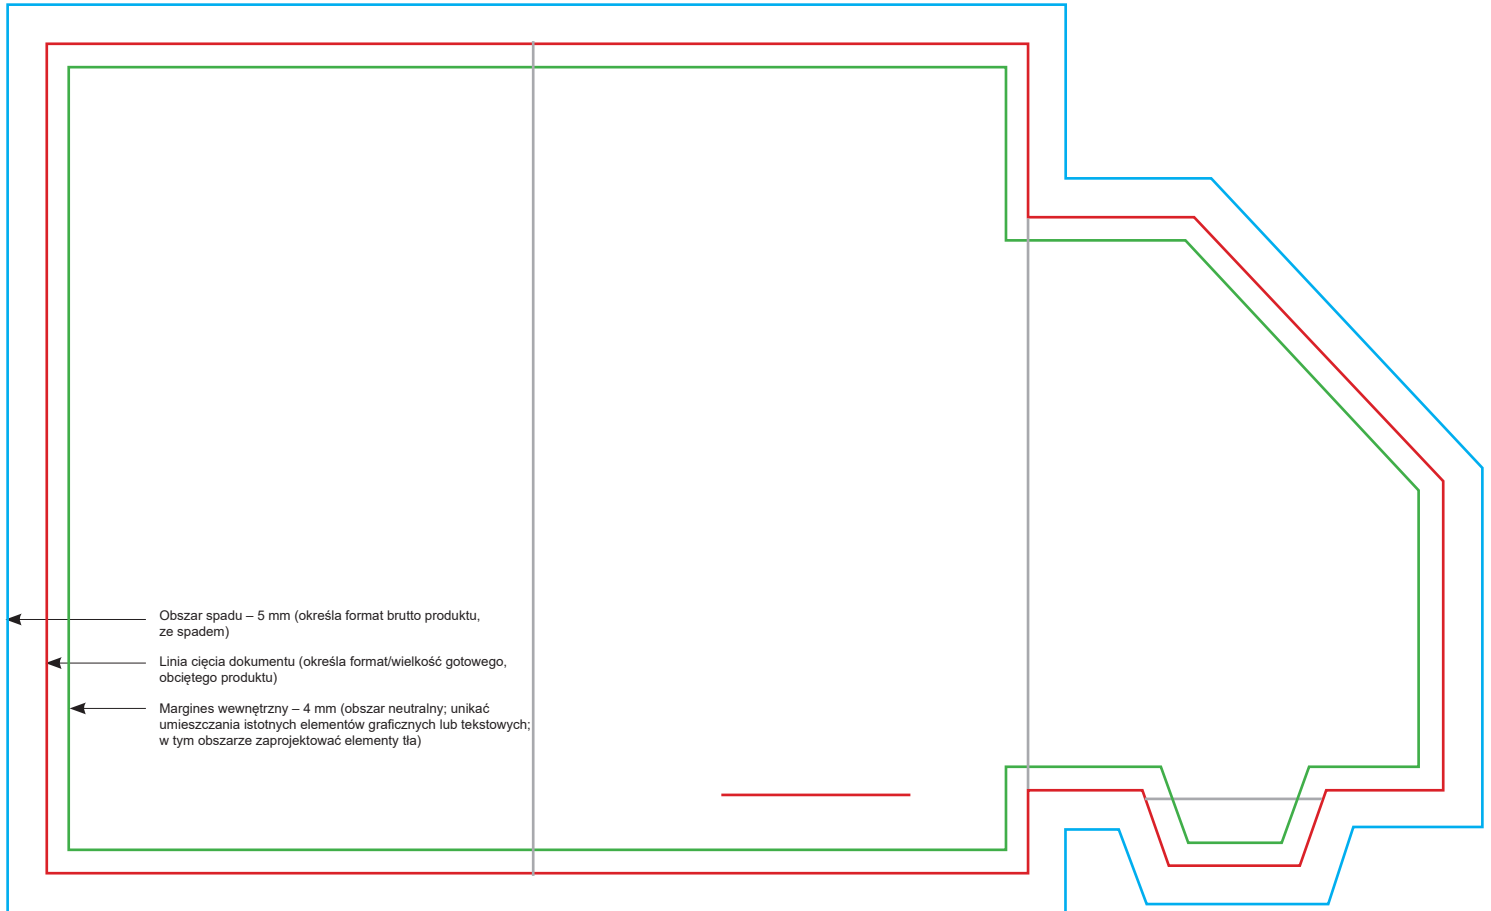 Obszar spadu – 5 mm (określa format brutto produktu,
ze spadem)
Linia cięcia dokumentu (określa format/wielkość gotowego,
obciętego produktu)
Margines wewnętrzny – 4 mm (obszar neutralny; unikać
umieszczania istotnych elementów graficznych lub tekstowych;
w tym obszarze zaprojektować elementy tła)